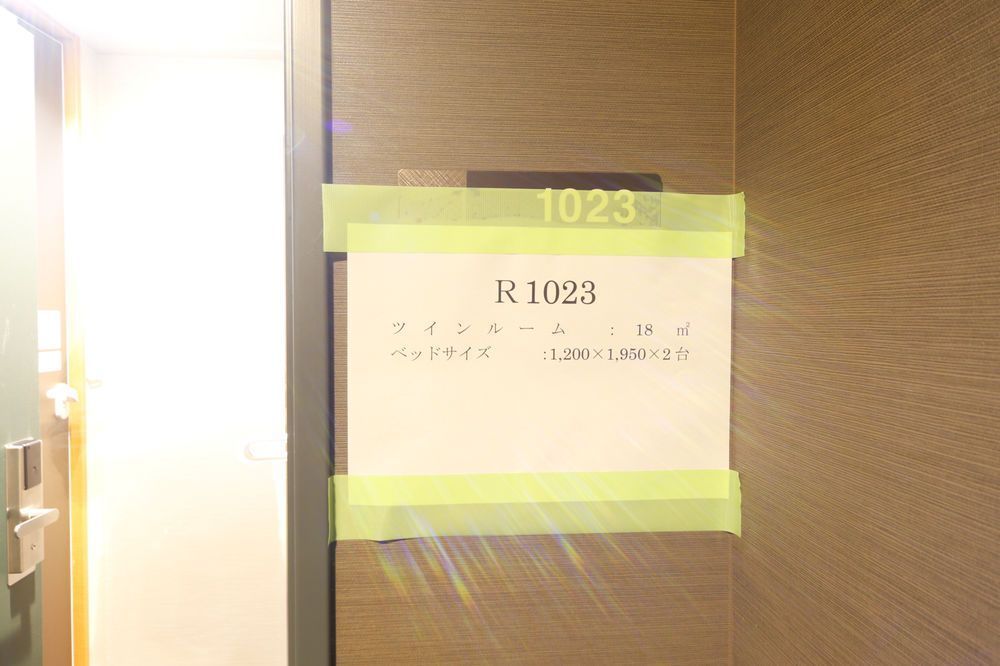 1023
R1023
ツインルーム : 18 ㎡
ベッドサイズ :1,200×1,950×2台